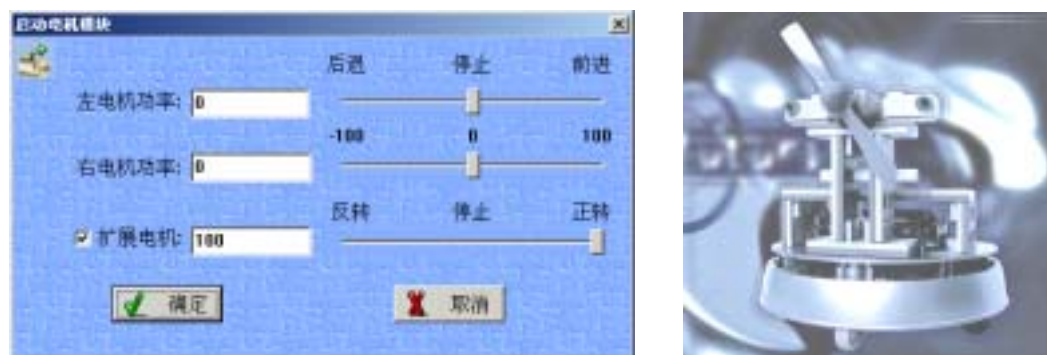 启动电机模块
后退 停止 前进
左电机功率: 0
-100 0 100
右电机功率: 0
反转 停止 正转
扩展电机: 100
确定 取消